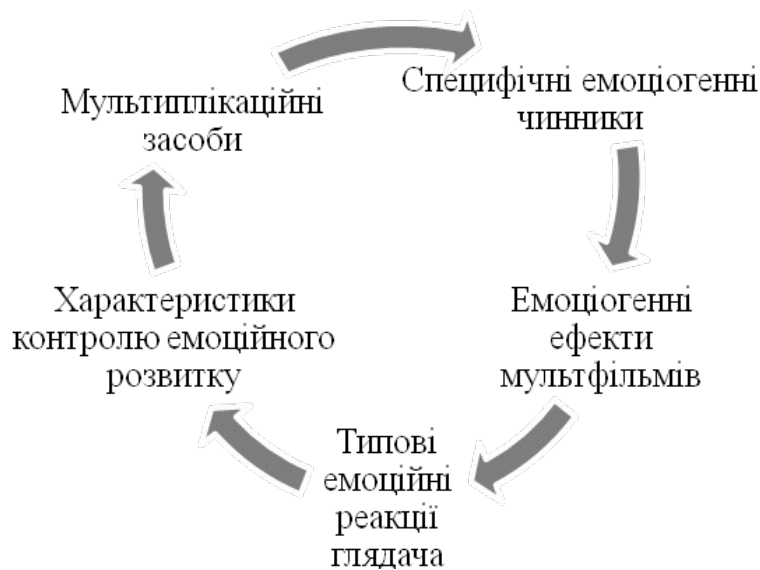 Мультиплікаційні
засоби
Специфічні емоціогенні
чинники
Емоціогенні
ефекти
мультфільмів
Типові
емоційні
реакції
глядача
Характеристики
контролю емоційного
розвитку